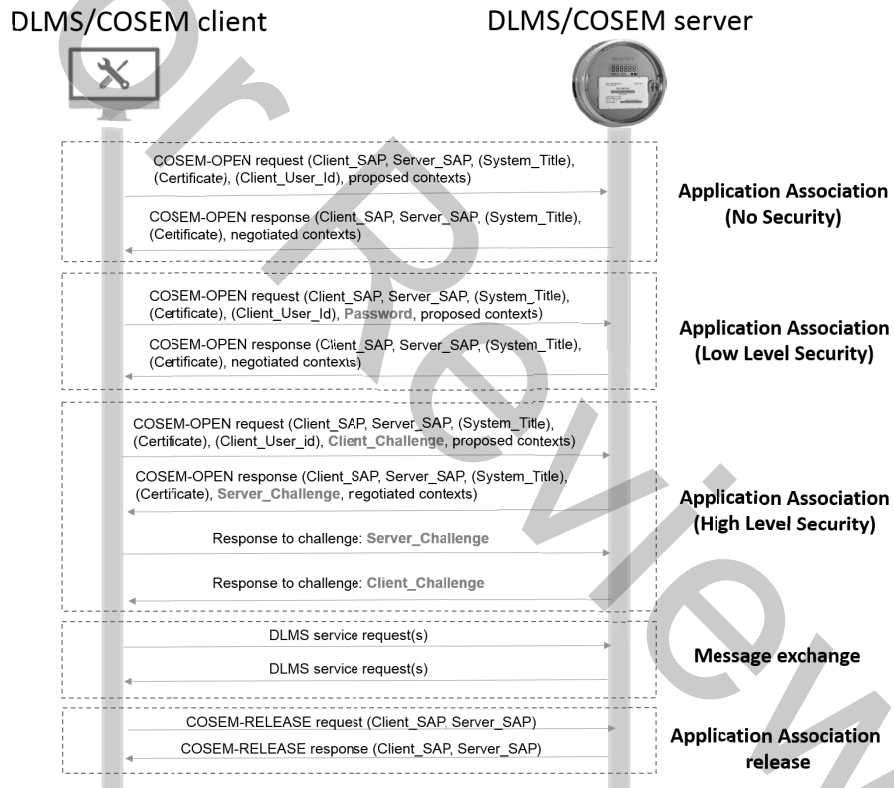 DLMS/COSEM client
DLMS/COSEM server
COSEM-OPEN request (Client_SAP, Server_SAP, (System_Title),
(Certificate), (Client_User_Id), proposed contexts)
COSEM-OPEN response (Client_SAP, Server_SAP, (System_Title),
(Certificate), negotiated contexts)
Application Association
(No Security)
COSEM-OPEN request (Client_SAP, Server_SAP, (System_Title),
(Certificate), (Client_User_Id), Password, proposed contexts)
COSEM-OPEN response (Client_SAP, Server_SAP, (System_Title),
(Certificate), negotiated contexts)
Application Association
(Low Level Security)
COSEM-OPEN request (Client_SAP, Server_SAP, (System_Title),
(Certificate), (Client_User_id), Client_Challenge, proposed contexts)
COSEM-OPEN response (Client_SAP, Server_SAP, (System_Title),
(Certificate), Server_Challenge, negotiated contexts)
Response to challenge: Server_Challenge
Response to challenge: Client_Challenge
Application Association
(High Level Security)
DLMS service request(s)
DLMS service request(s)
Message exchange
COSEM-RELEASE request (Client_SAP, Server_SAP)
COSEM-RELEASE response (Client_SAP, Server_SAP)
Application Association
release
or Review